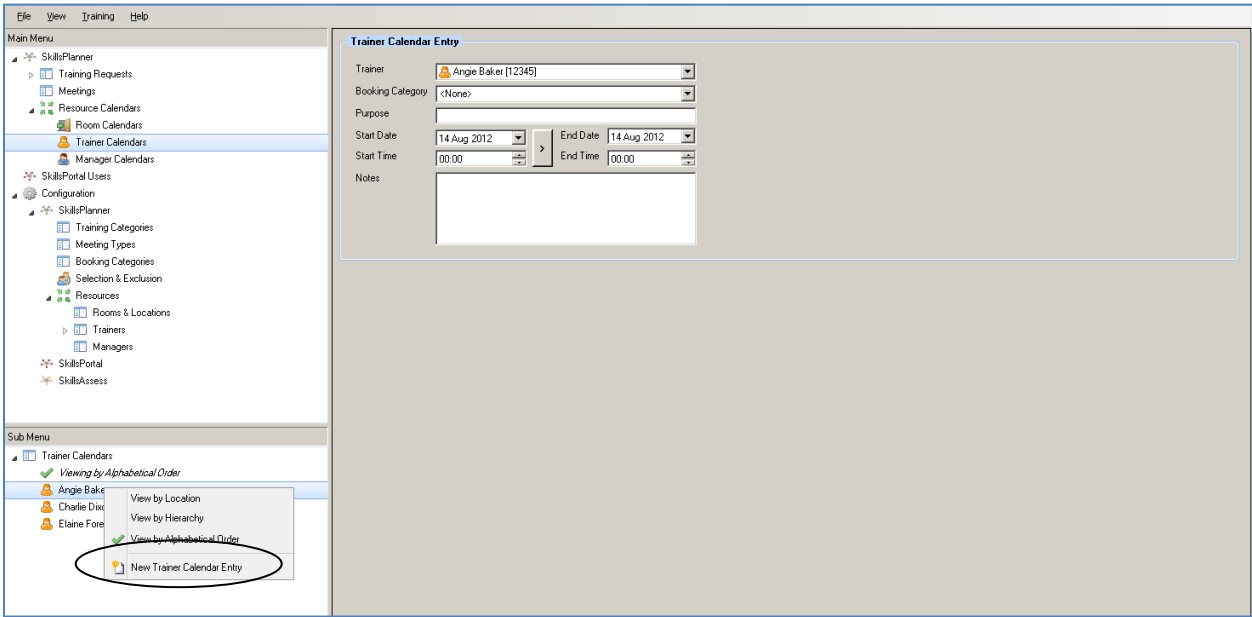 File View Training Help
Main Menu
SkillsPlanner
Training Requests
Meetings
Resource Calendars
Room Calendars
Trainer Calendars
Manager Calendars
SkillsPortal Users
Configuration
SkillsPlanner
Training Categories
Meeting Types
Booking Categories
Selection & Exclusion
Resources
Rooms & Locations
Trainers
Managers
SkillsPortal
SkillsAssess
Sub Menu
Trainer Calendars
Viewing by Alphabetical Order
Angie Bake
Charlie Dixo
Elaine Fore
View by Location
View by Hierarchy
View by Alphabetical Order
New Trainer Calendar Entry
Trainer Calendar Entry
Trainer Angie Baker [12345]
Booking Category <None>
Purpose
Start Date 14 Aug 2012 > End Date 14 Aug 2012
Start Time 00:00 End Time 00:00
Notes